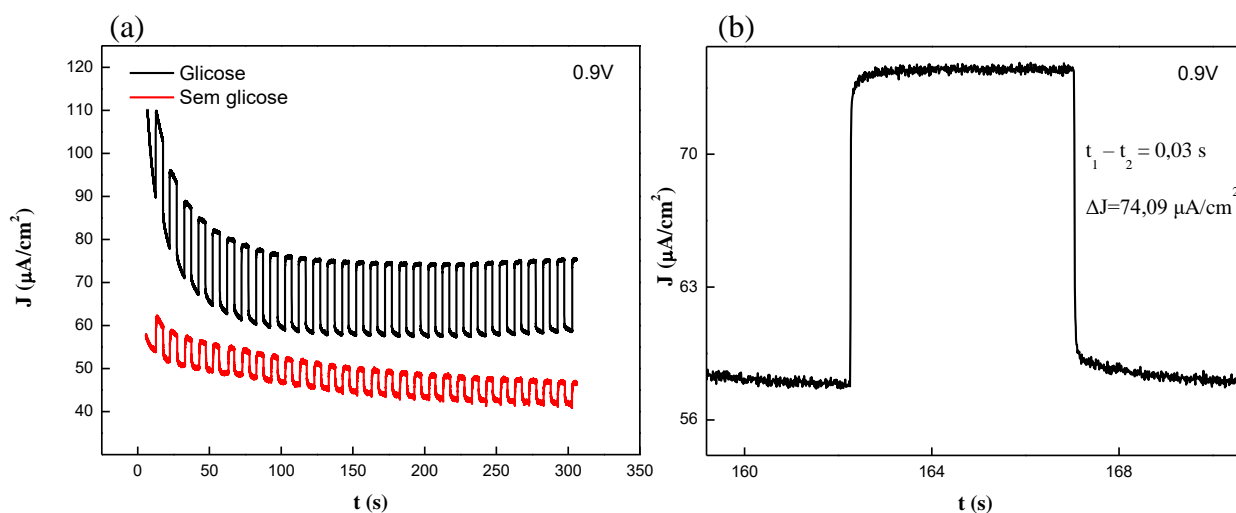 (a)
120
110
100
90
80
70
60
50
40
J (µA/cm²)
Glicose
Sem glicose
0.9V
0 50 100 150 200 250 300 350
t (s)
(b)
70
63
56
J (µA/cm²)
0.9V
t₁ – t₂ = 0,03 s
ΔJ=74,09 µA/cm²
160 164 168
t (s)